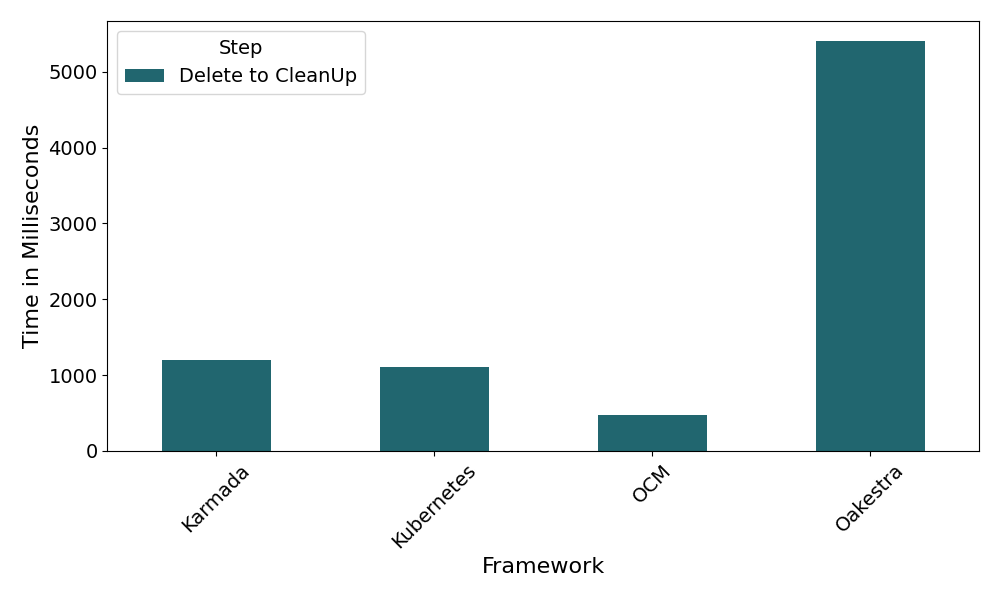 Step
Delete to CleanUp
Time in Milliseconds
5000
4000
3000
2000
1000
0
Karmada
Kubernetes
OCM
Oakestra
Framework